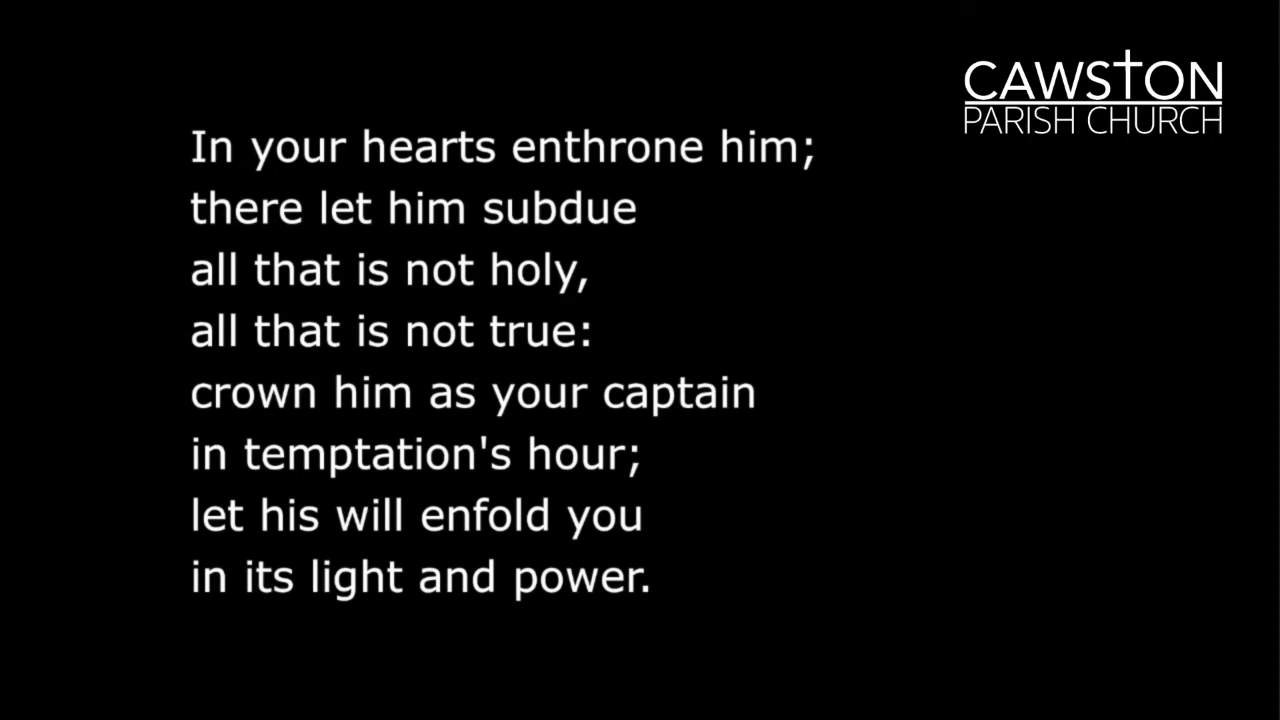 CAWSTON
PARISH CHURCH
In your hearts enthrone him;
there let him subdue
all that is not holy,
all that is not true:
crown him as your captain
in temptation's hour;
let his will enfold you
in its light and power.